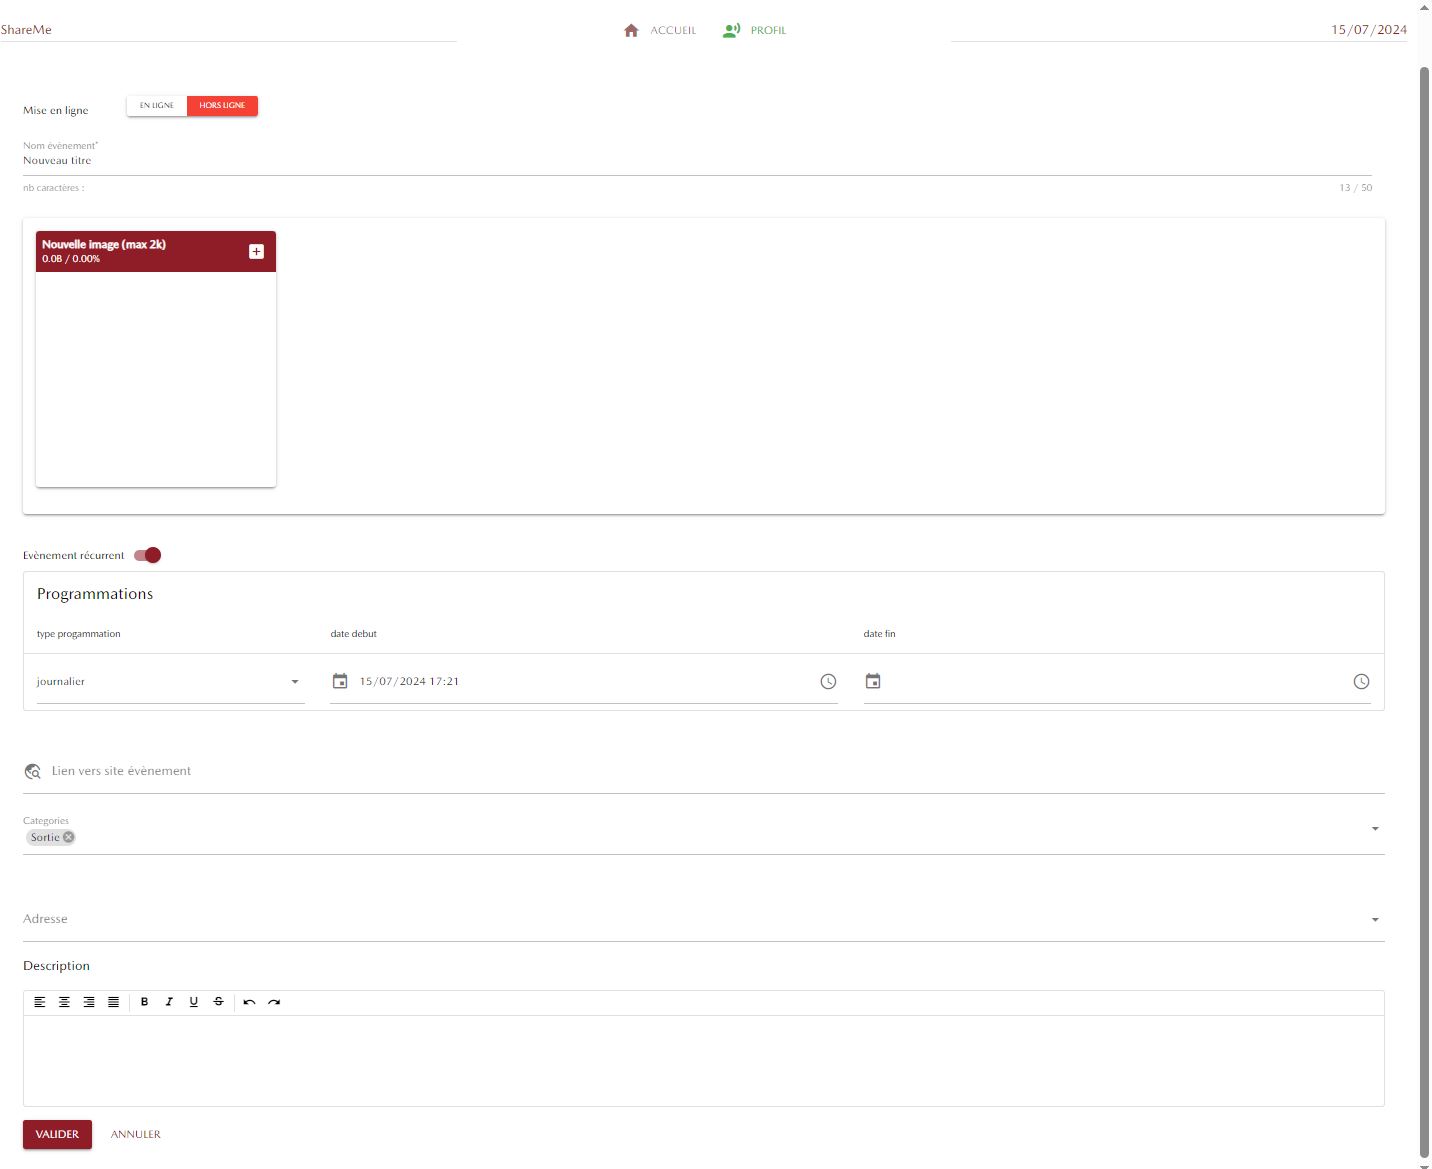 ShareMe
ACCUEIL
PROFIL
15/07/2024
Mise en ligne
EN LIGNE
HORS LIGNE
Nom évènement*
Nouveau titre
nb caractères :
13 / 50
Nouvelle image (max 2k)
0.0B / 0.00%
Evènement récurrent
Programmations
type progammation
date debut
date fin
journalier
15/07/2024 17:21
Lien vers site évènement
Categories
Sortie
Adresse
Description
B I U S
VALIDER
ANNULER